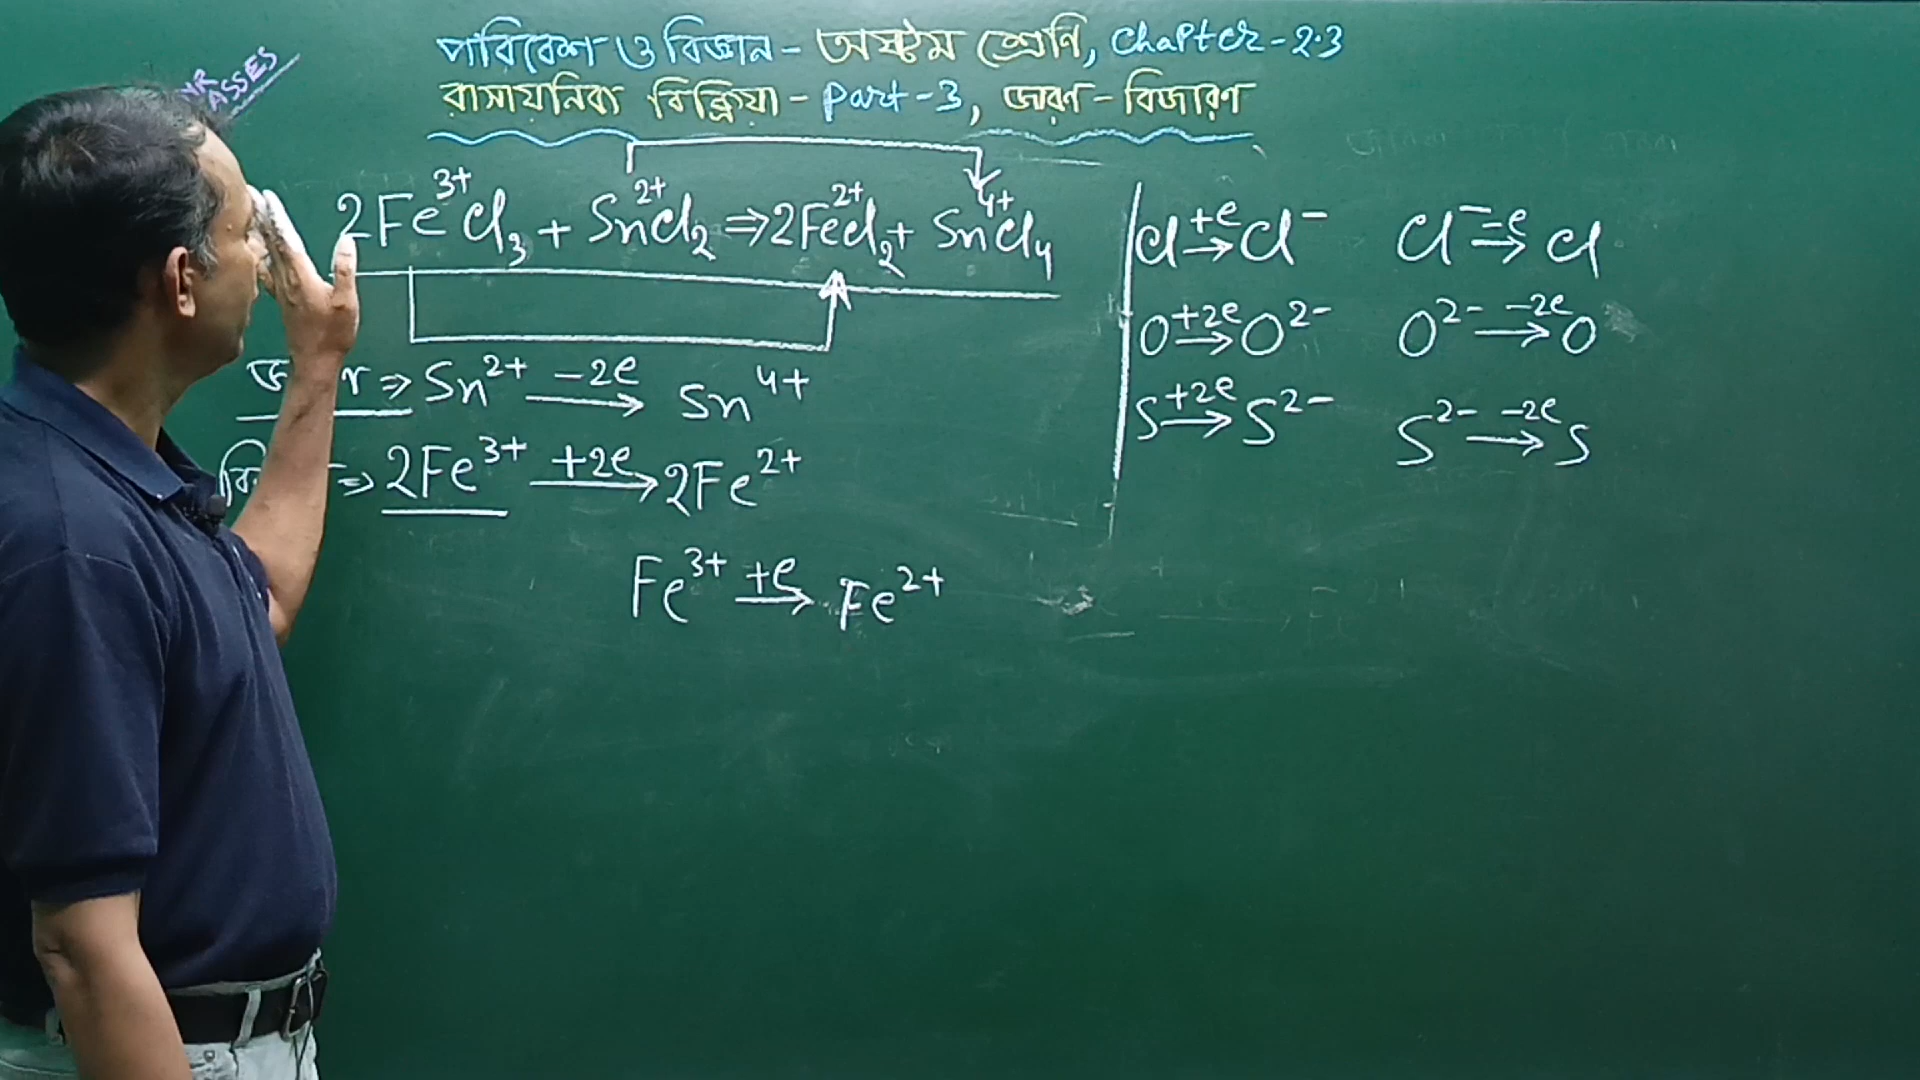 পরিবেশ ও বিজ্ঞান - অষ্টম শ্রেণি, Chapter-2.3
রাসায়নিক বিক্রিয়া - Part-3, জারণ-বিজারণ
ASSES
2Fe³⁺Cl₃ + Sn²⁺Cl₂ ⇒ 2Fe²⁺Cl₂ + Sn⁴⁺Cl₄
⇒ Sn²⁺ -2e→ Sn⁴⁺
⇒ 2Fe³⁺ +2e→ 2Fe²⁺
Fe³⁺ +e→ Fe²⁺
Cl +e→ Cl⁻ Cl⁻ -e→ Cl
O +2e→ O²⁻ O²⁻ -2e→ O
S +2e→ S²⁻ S²⁻ -2e→ S